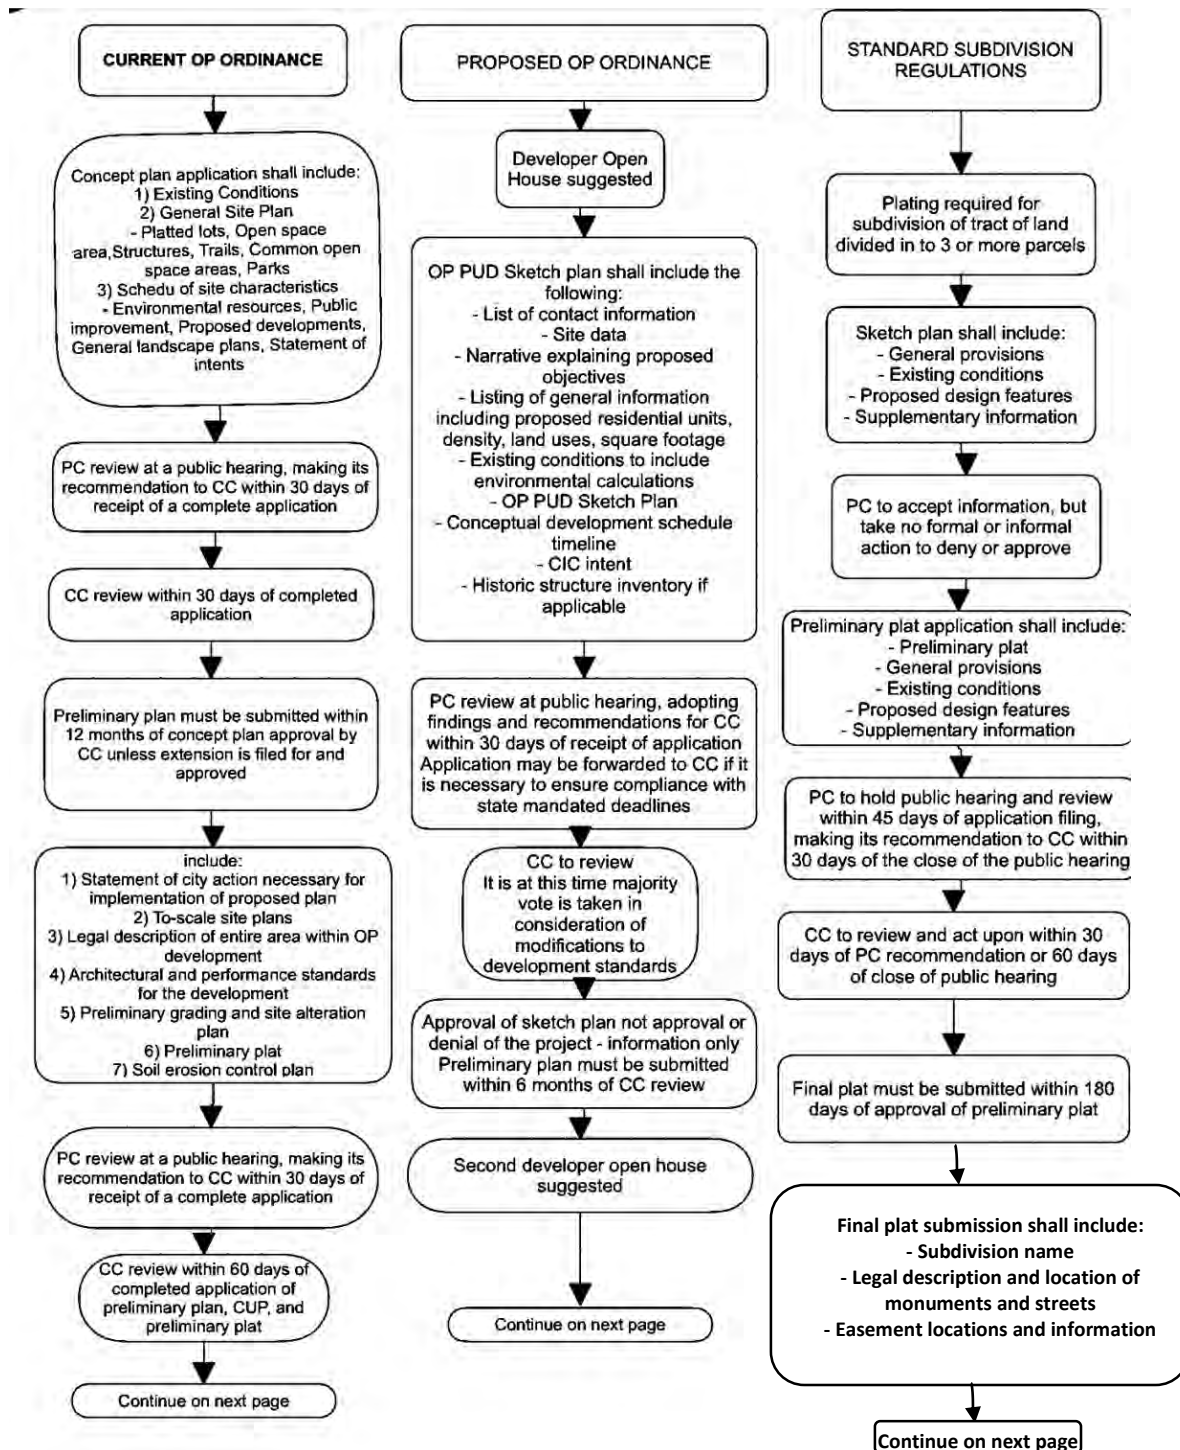 CURRENT OP ORDINANCE
Concept plan application shall include:
1) Existing Conditions
2) General Site Plan
- Platted lots, Open space
area,Structures, Trails, Common open
space areas, Parks
3) Schedu of site characteristics
- Environmental resources, Public
improvement, Proposed developments,
General landscape plans, Statement of
intents
PC review at a public hearing, making its
recommendation to CC within 30 days of
receipt of a complete application
CC review within 30 days of completed
application
Preliminary plan must be submitted within
12 months of concept plan approval by
CC unless extension is filed for and
approved
include:
1) Statement of city action necessary for
implementation of proposed plan
2) To-scale site plans
3) Legal description of entire area within OP
development
4) Architectural and performance standards
for the development
5) Preliminary grading and site alteration
plan
6) Preliminary plat
7) Soil erosion control plan
PC review at a public hearing, making its
recommendation to CC within 30 days of
receipt of a complete application
CC review within 60 days of
completed application of
preliminary plan, CUP, and
preliminary plat
Continue on next page
PROPOSED OP ORDINANCE
Developer Open
House suggested
OP PUD Sketch plan shall include the
following:
- List of contact information
- Site data
- Narrative explaining proposed
objectives
- Listing of general information
including proposed residential units,
density, land uses, square footage
- Existing conditions to include
environmental calculations
- OP PUD Sketch Plan
- Conceptual development schedule
timeline
- CIC intent
- Historic structure inventory if
applicable
PC review at public hearing, adopting
findings and recommendations for CC
within 30 days of receipt of application
Application may be forwarded to CC if it
is necessary to ensure compliance with
state mandated deadlines
CC to review
It is at this time majority
vote is taken in
consideration of
modifications to
development standards
Approval of sketch plan not approval or
denial of the project - information only
Preliminary plan must be submitted
within 6 months of CC review
Second developer open house
suggested
Continue on next page
STANDARD SUBDIVISION
REGULATIONS
Plating required for
subdivision of tract of land
divided in to 3 or more parcels
Sketch plan shall include:
- General provisions
- Existing conditions
- Proposed design features
- Supplementary information
PC to accept information, but
take no formal or informal
action to deny or approve
Preliminary plat application shall include:
- Preliminary plat
- General provisions
- Existing conditions
- Proposed design features
- Supplementary information
PC to hold public hearing and review
within 45 days of application filing,
making its recommendation to CC within
30 days of the close of the public hearing
CC to review and act upon within 30
days of PC recommendation or 60 days
of close of public hearing
Final plat must be submitted within 180
days of approval of preliminary plat
Final plat submission shall include:
- Subdivision name
- Legal description and location of
monuments and streets
- Easement locations and information
Continue on next page